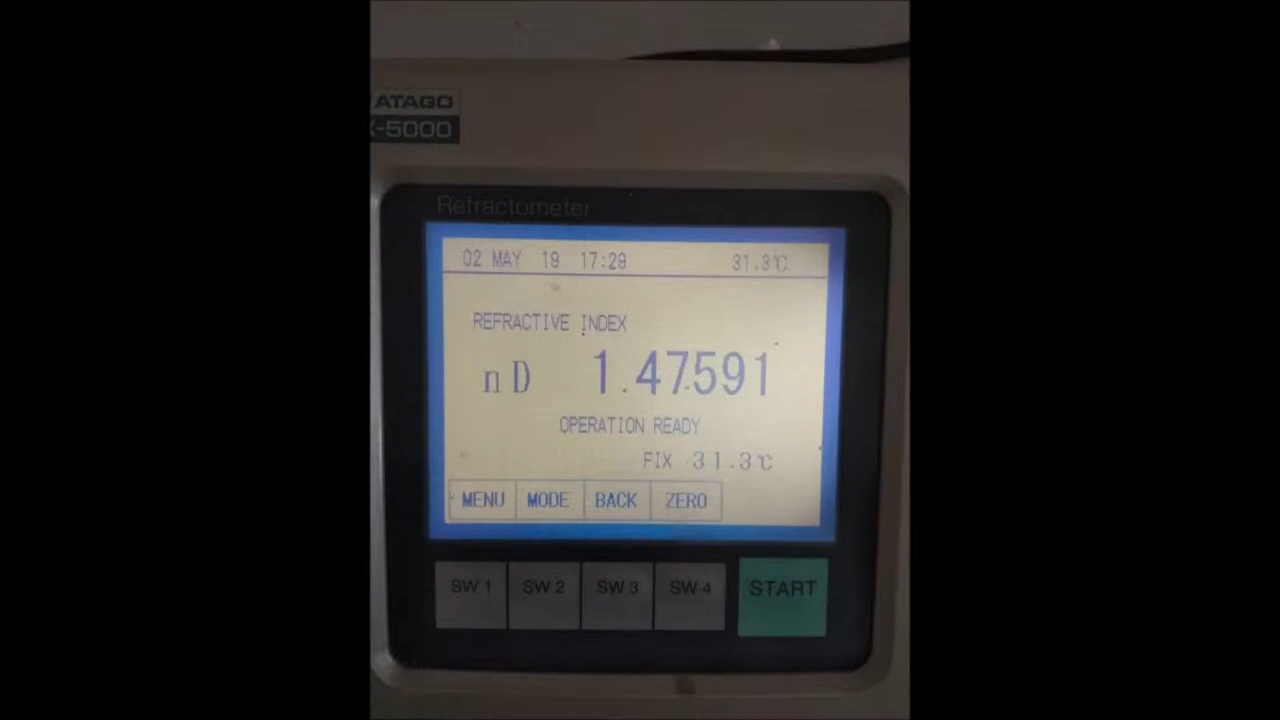 ATAGO
X-5000
Refractometer
02 MAY 19 17:29 31.3℃
REFRACTIVE INDEX
nD 1.47591
OPERATION READY
FIX 31.3℃
MENU MODE BACK ZERO
SW 1 SW 2 SW 3 SW 4 START